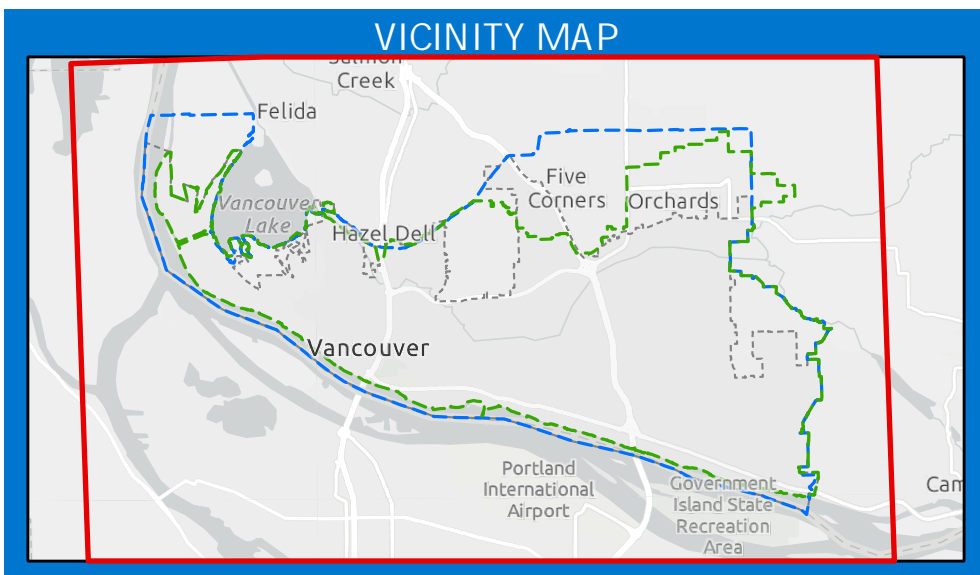 VICINITY MAP
Salmon
Creek
Felida
Five
Corners
Orchards
Vancouver
Lake
Hazel Dell
Vancouver
Portland
International
Airport
Government
Island State
Recreation
Area
Cam